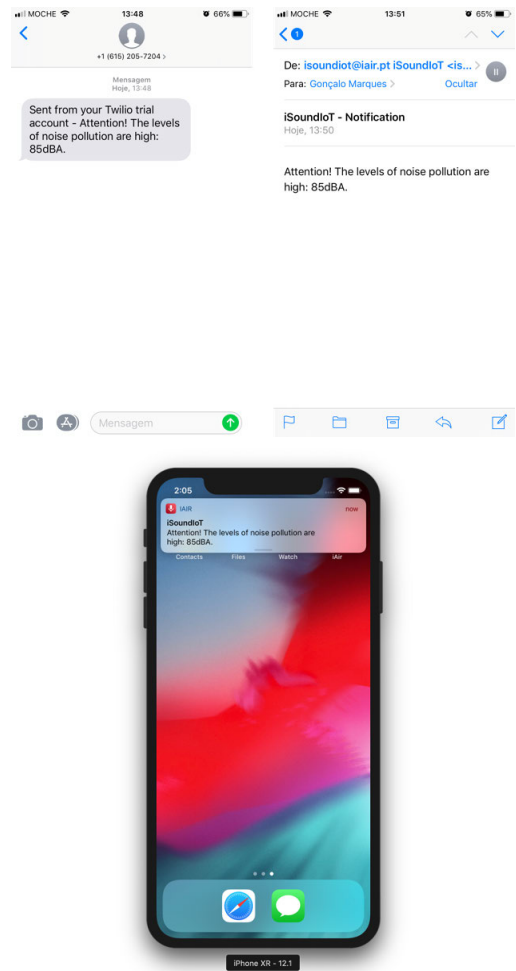 MOCHE 13:48 66%
+1 (615) 205-7204 >
Mensagem
Hoje, 13:48
Sent from your Twilio trial
account - Attention! The levels
of noise pollution are high:
85dBA.
Mensagem
MOCHE 13:51 65%
1
De: isoundiot@iair.pt iSoundIoT <is... >
Para: Gonçalo Marques > Ocultar
iSoundIoT - Notification
Hoje, 13:50
Attention! The levels of noise pollution are
high: 85dBA.
2:05
IAIR now
iSoundIoT
Attention! The levels of noise pollution are
high: 85dBA.
Contacts Files Watch iAir
iPhone XR - 12.1